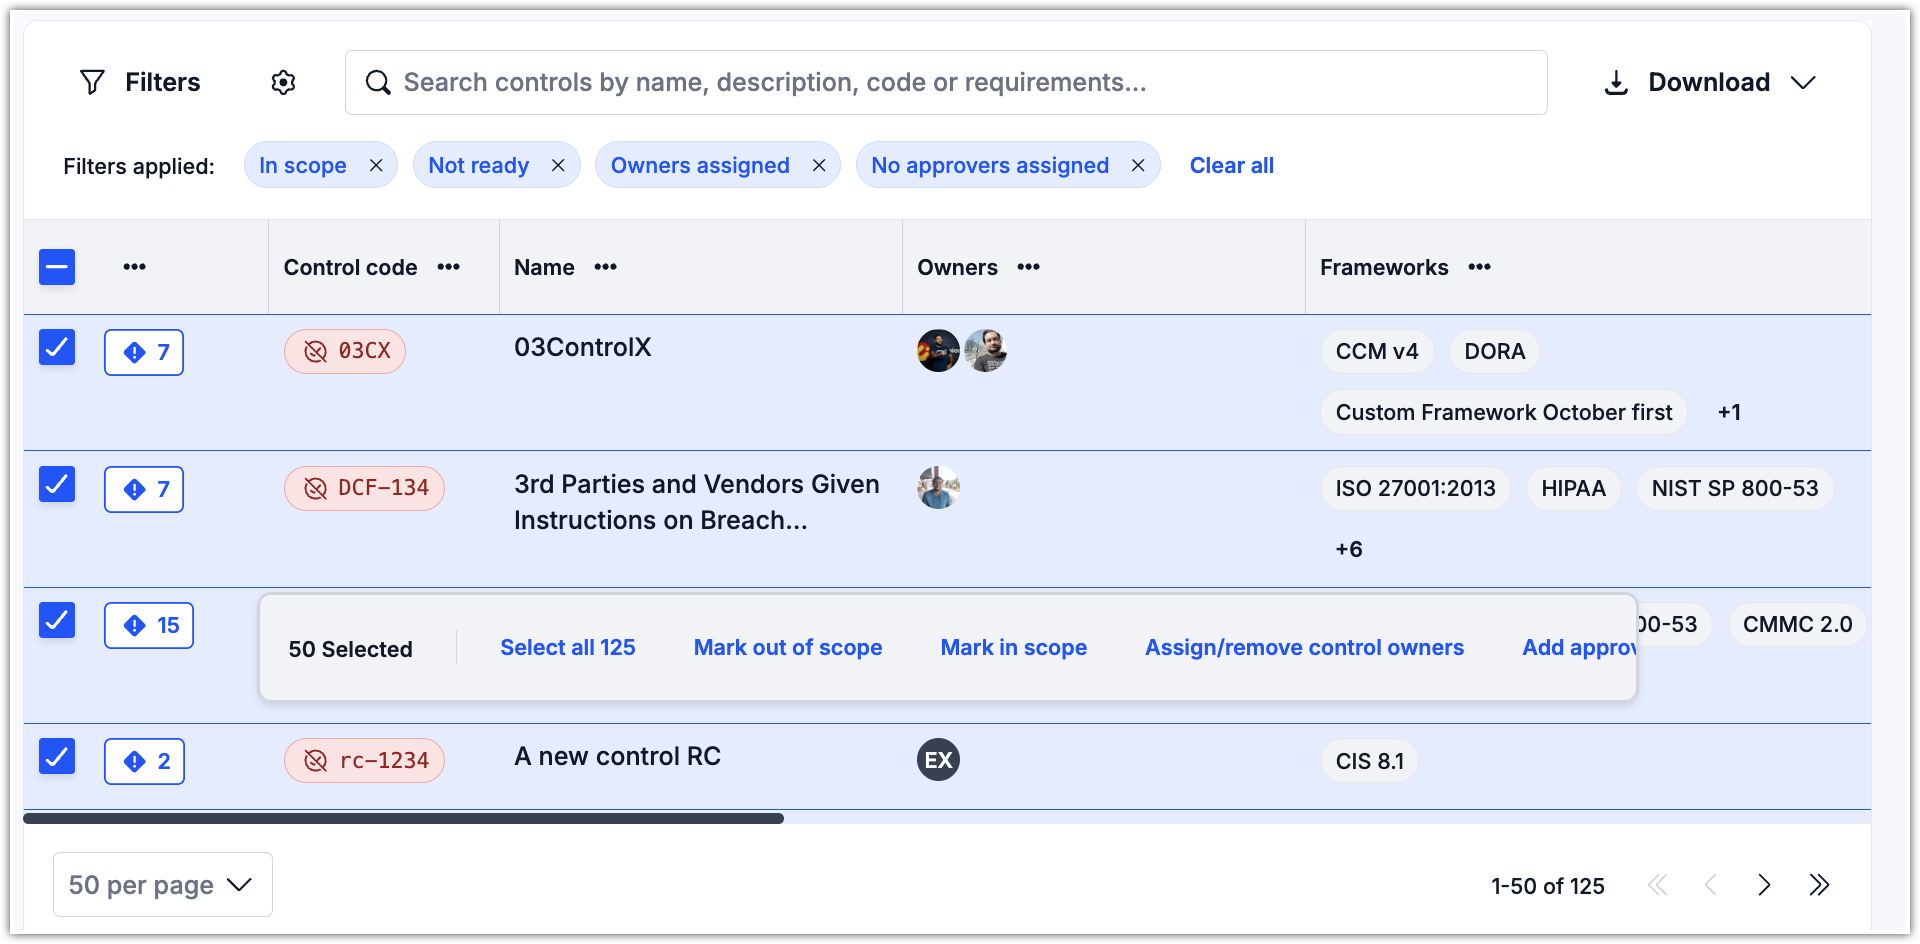 Filters
Search controls by name, description, code or requirements...
Download
Filters applied:
In scope
Not ready
Owners assigned
No approvers assigned
Clear all
Control code
Name
Owners
Frameworks
7
03CX
03ControlX
CCM v4
DORA
Custom Framework October first
+1
7
DCF-134
3rd Parties and Vendors Given
Instructions on Breach...
ISO 27001:2013
HIPAA
NIST SP 800-53
+6
15
50 Selected
Select all 125
Mark out of scope
Mark in scope
Assign/remove control owners
Add approv
00-53
CMMC 2.0
2
rc-1234
A new control RC
EX
CIS 8.1
50 per page
1-50 of 125